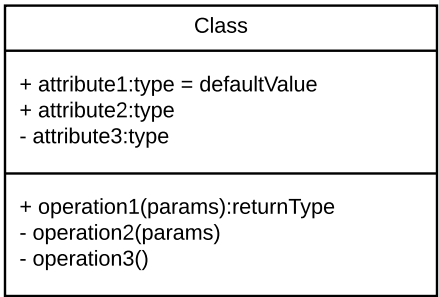 Class
+ attribute1:type = defaultValue
+ attribute2:type
- attribute3:type
+ operation1(params):returnType
- operation2(params)
- operation3()